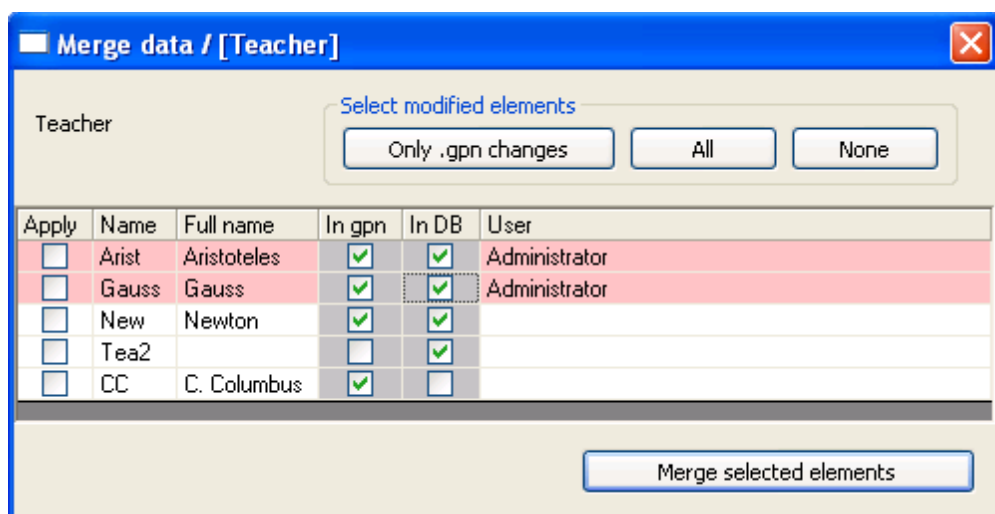 Merge data / [Teacher]
Select modified elements
Teacher
Only .gpn changes All None
Apply Name Full name In gpn In DB User
Arist Aristoteles Administrator
Gauss Gauss Administrator
New Newton
Tea2
CC C. Columbus
Merge selected elements